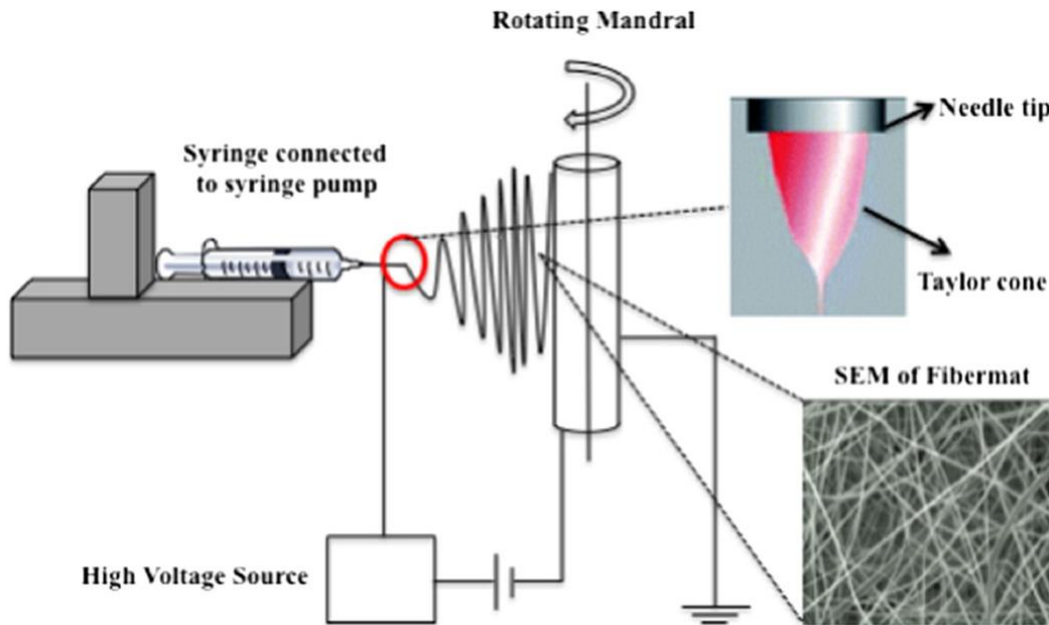 Rotating Mandral
Needle tip
Syringe connected
to syringe pump
Taylor cone
SEM of Fibermat
High Voltage Source